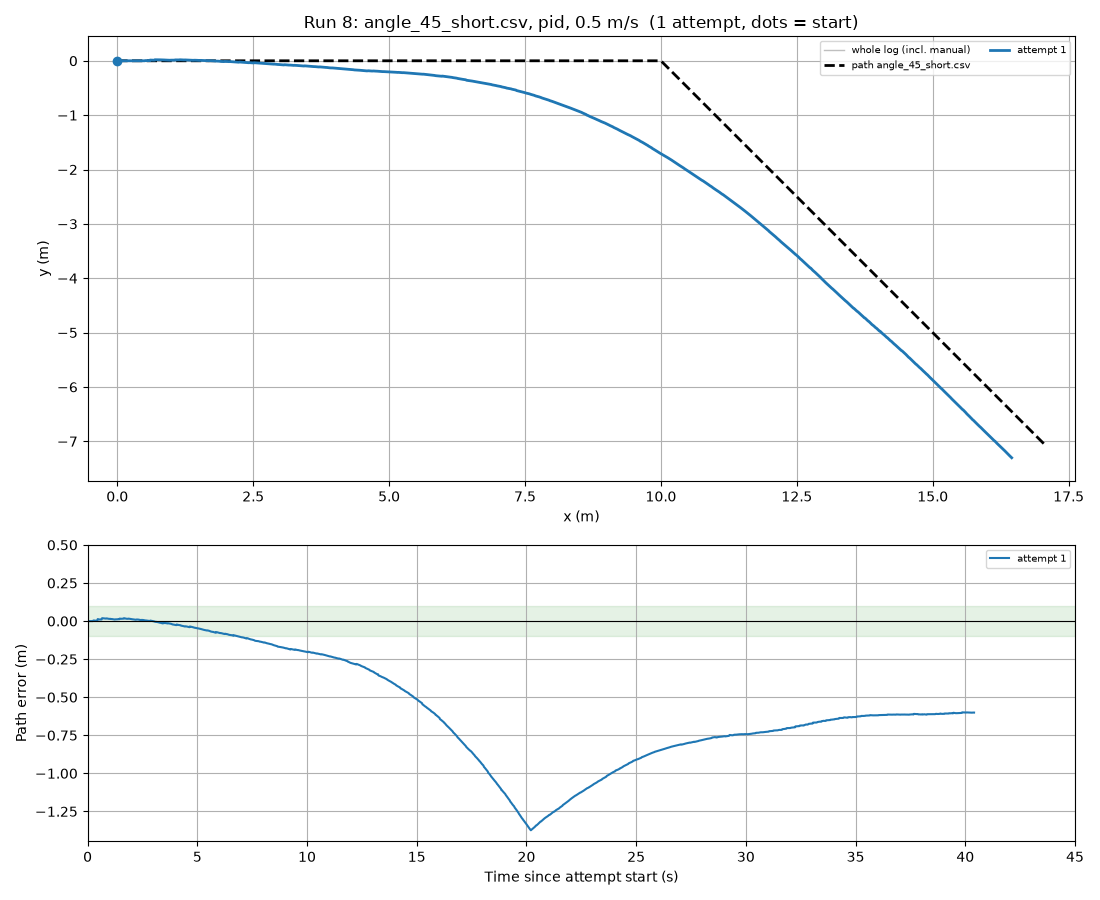 Run 8: angle_45_short.csv, pid, 0.5 m/s  (1 attempt, dots = start)
whole log (incl. manual)
path angle_45_short.csv
attempt 1
y (m)
0
−1
−2
−3
−4
−5
−6
−7
0.0 2.5 5.0 7.5 10.0 12.5 15.0 17.5
x (m)
attempt 1
Path error (m)
0.50
0.25
0.00
−0.25
−0.50
−0.75
−1.00
−1.25
0 5 10 15 20 25 30 35 40 45
Time since attempt start (s)